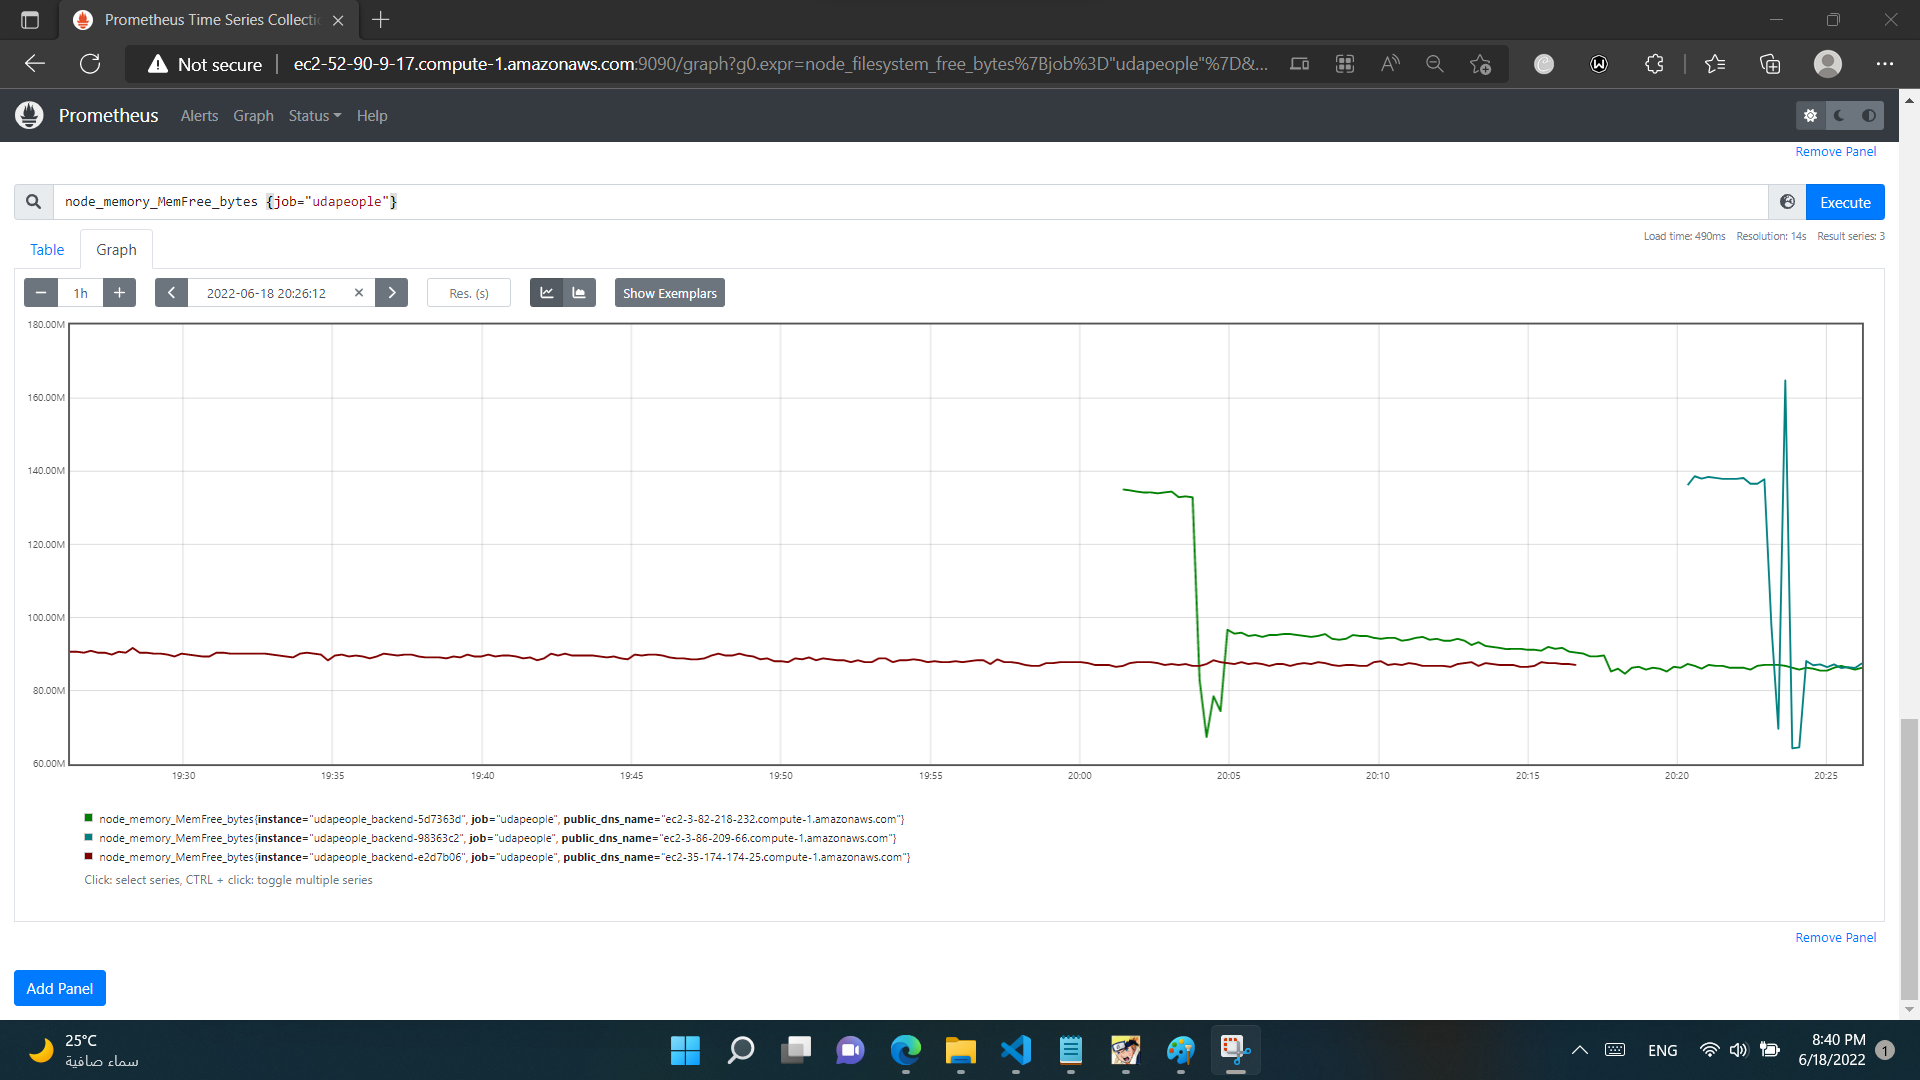 Prometheus Time Series Collectic
Not secure
ec2-52-90-9-17.compute-1.amazonaws.com:9090/graph?g0.expr=node_filesystem_free_bytes%7Bjob%3D"udapeople"%7D&...
Prometheus Alerts Graph Status Help
Remove Panel
node_memory_MemFree_bytes {job="udapeople"}
Execute
Load time: 490ms Resolution: 14s Result series: 3
Table Graph
1h
2022-06-18 20:26:12
Res. (s)
Show Exemplars
180.00M
160.00M
140.00M
120.00M
100.00M
80.00M
60.00M
19:30 19:35 19:40 19:45 19:50 19:55 20:00 20:05 20:10 20:15 20:20 20:25
node_memory_MemFree_bytes{instance="udapeople_backend-5d7363d", job="udapeople", public_dns_name="ec2-3-82-218-232.compute-1.amazonaws.com"}
node_memory_MemFree_bytes{instance="udapeople_backend-98363c2", job="udapeople", public_dns_name="ec2-3-86-209-66.compute-1.amazonaws.com"}
node_memory_MemFree_bytes{instance="udapeople_backend-e2d7b06", job="udapeople", public_dns_name="ec2-35-174-174-25.compute-1.amazonaws.com"}
Click: select series, CTRL + click: toggle multiple series
Remove Panel
Add Panel
25°C
سماء صافية
ENG
8:40 PM
6/18/2022
1